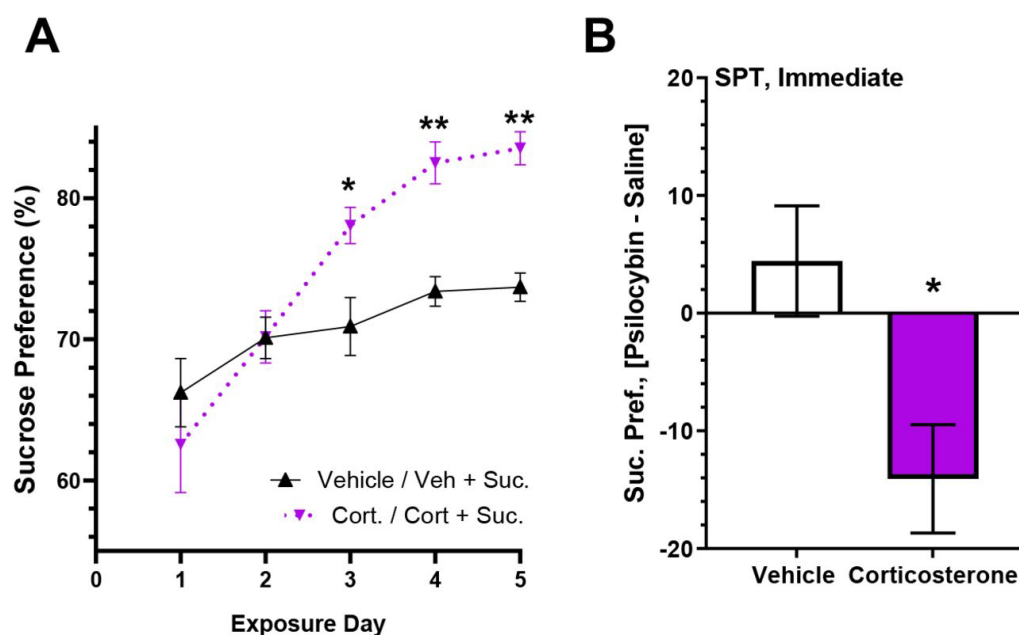 A
Sucrose Preference (%)
80
70
60
*
**
**
Vehicle / Veh + Suc.
Cort. / Cort + Suc.
0
1
2
3
4
5
Exposure Day
B
SPT, Immediate
Suc. Pref., [Psilocybin - Saline]
20
10
0
-10
-20
*
Vehicle
Corticosterone